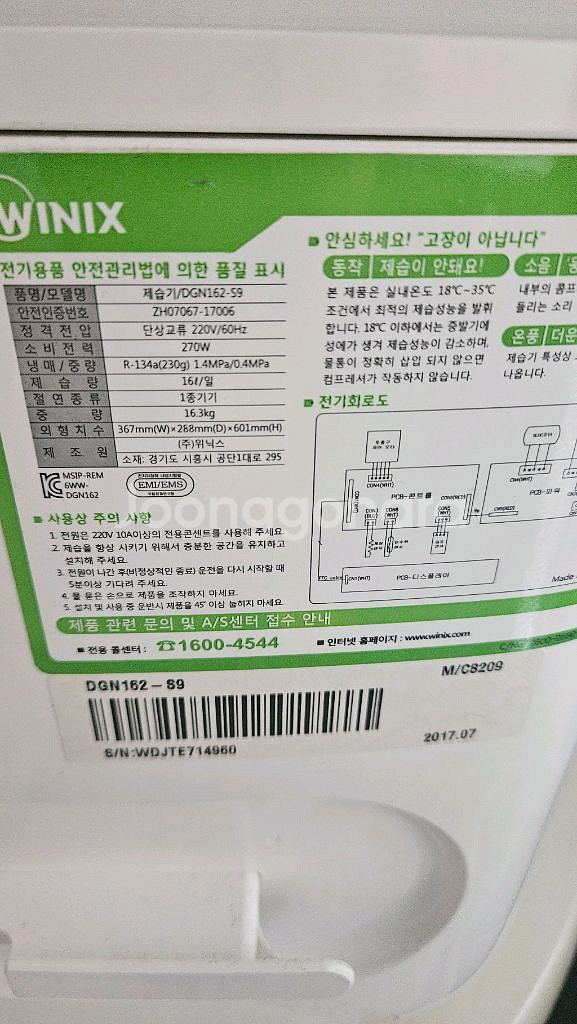 WINIX
전기용품 안전관리법에 의한 품질 표시
품명/모델명 제습기/DGN162-S9
안전인증번호 ZH07067-17006
정격전압 단상교류 220V/60Hz
소비전력 270W
냉매/중량 R-134a(230g) 1.4MPa/0.4MPa
제습량 16ℓ/일
절연종류 1종기기
중량 16.3kg
외형치수 367mm(W)×288mm(D)×601mm(H)
제조원 (주)위닉스
소재: 경기도 시흥시 공단1대로 295
MSIP-REM
6WW-
DGN162
EMI/EMS
사용상 주의 사항
1. 전원은 220V 10A이상의 전용콘센트를 사용해 주세요.
2. 제습을 향상 시키기 위해서 충분한 공간을 유지하고
설치해 주세요.
3. 전원이 나간 후(비정상적인 종료) 운전을 다시 시작할 때
5분이상 기다려 주세요.
4. 물 묻은 손으로 제품을 조작하지 마세요.
5. 설치 및 사용 중 운반시 제품을 45˚ 이상 눕히지 마세요
안심하세요! "고장이 아닙니다"
동작 제습이 안돼요!
본 제품은 실내온도 18℃~35℃
조건에서 최적의 제습성능을 발휘
합니다. 18℃ 이하에서는 증발기에
성에가 생겨 제습성능이 감소하며,
물통이 정확히 삽입 되지 않으면
컴프레서가 작동하지 않습니다.
소음
내부의 콤프
들리는 소리
온풍 더운
제습기 특성상
나옵니다.
전기회로도
CON4(WHT)
PCB-콘트롤
PCB-파워
CON1
(BLU)
CON8
(WHT)
CON5
(WHT)
CON1(WHT)
PCB-디스플레이
Made
제품 관련 문의 및 A/S센터 접수 안내
전용 콜센터 : ☎1600-4544
인터넷 홈페이지 : www.winix.com
DGN162-S9
M/C8209
S/N:WDJTE714960
2017.07
Joonagonara